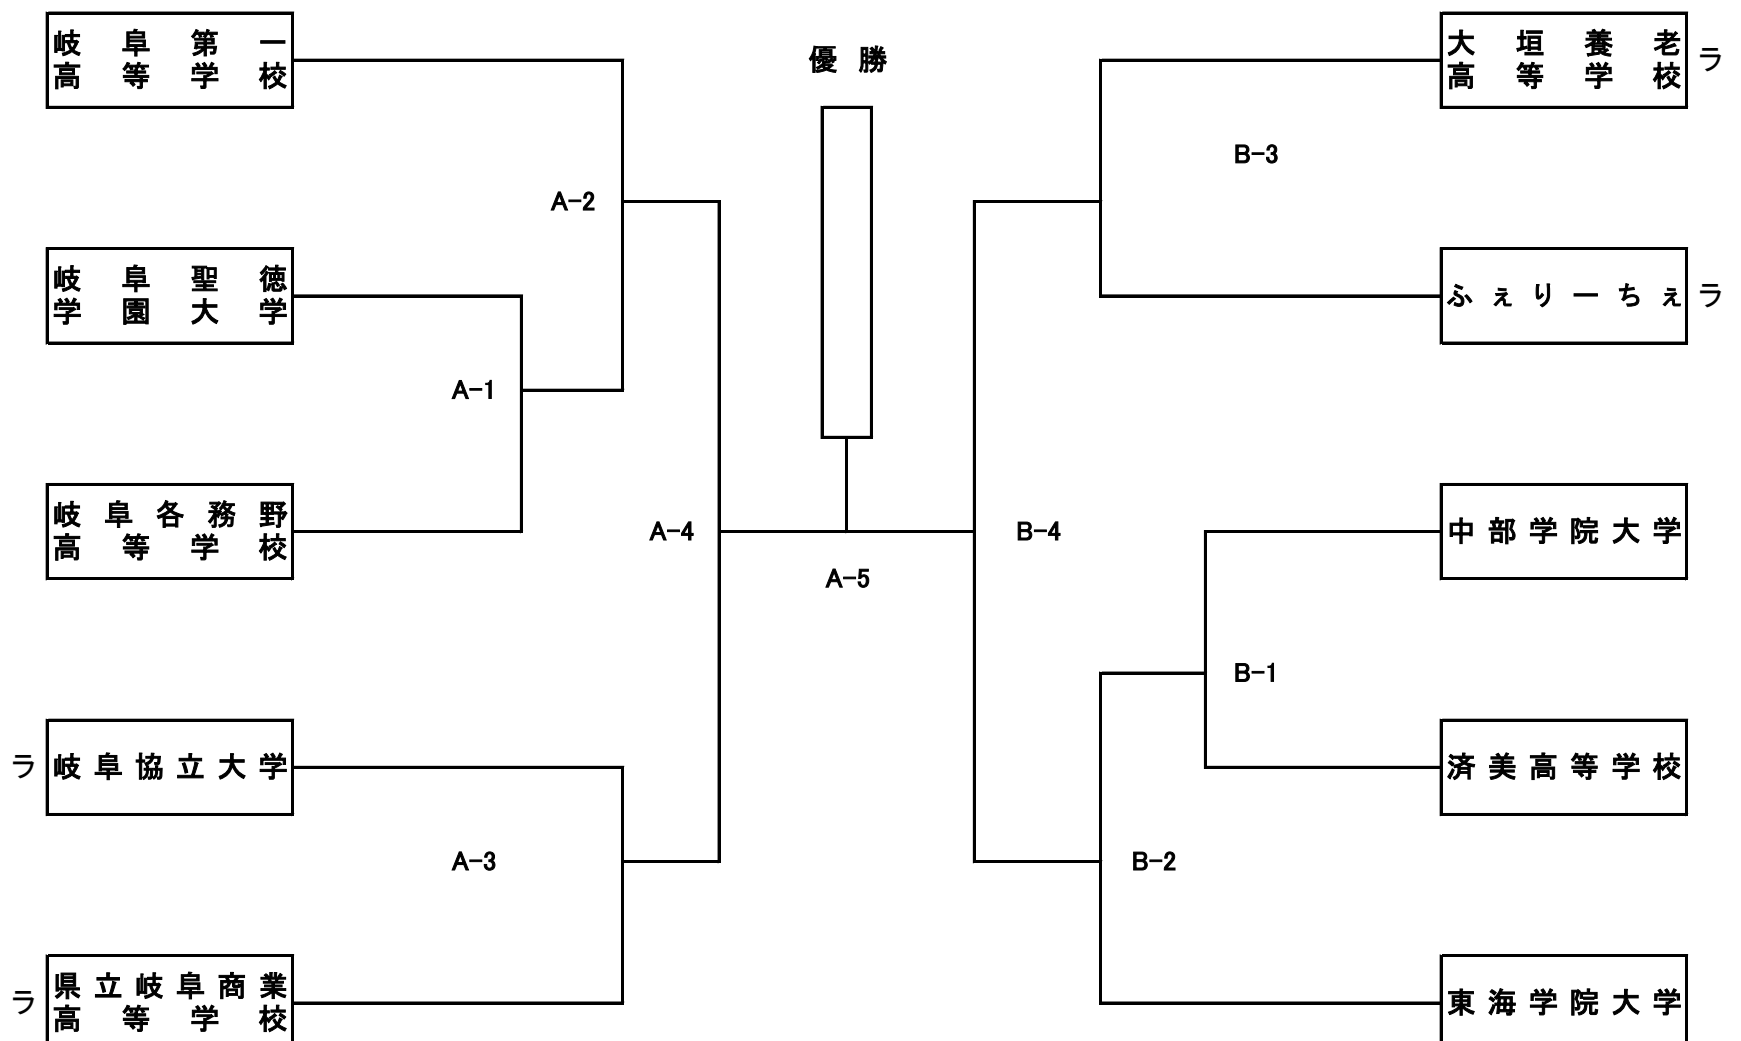 岐阜第一
高等学校
優勝
大垣養老
高等学校
ラ
B-3
A-2
岐阜聖徳
学園大学
ふぇりーちぇ
ラ
A-1
岐阜各務野
高等学校
A-4
B-4
中部学院大学
A-5
B-1
ラ
岐阜協立大学
済美高等学校
A-3
B-2
ラ
県立岐阜商業
高等学校
東海学院大学